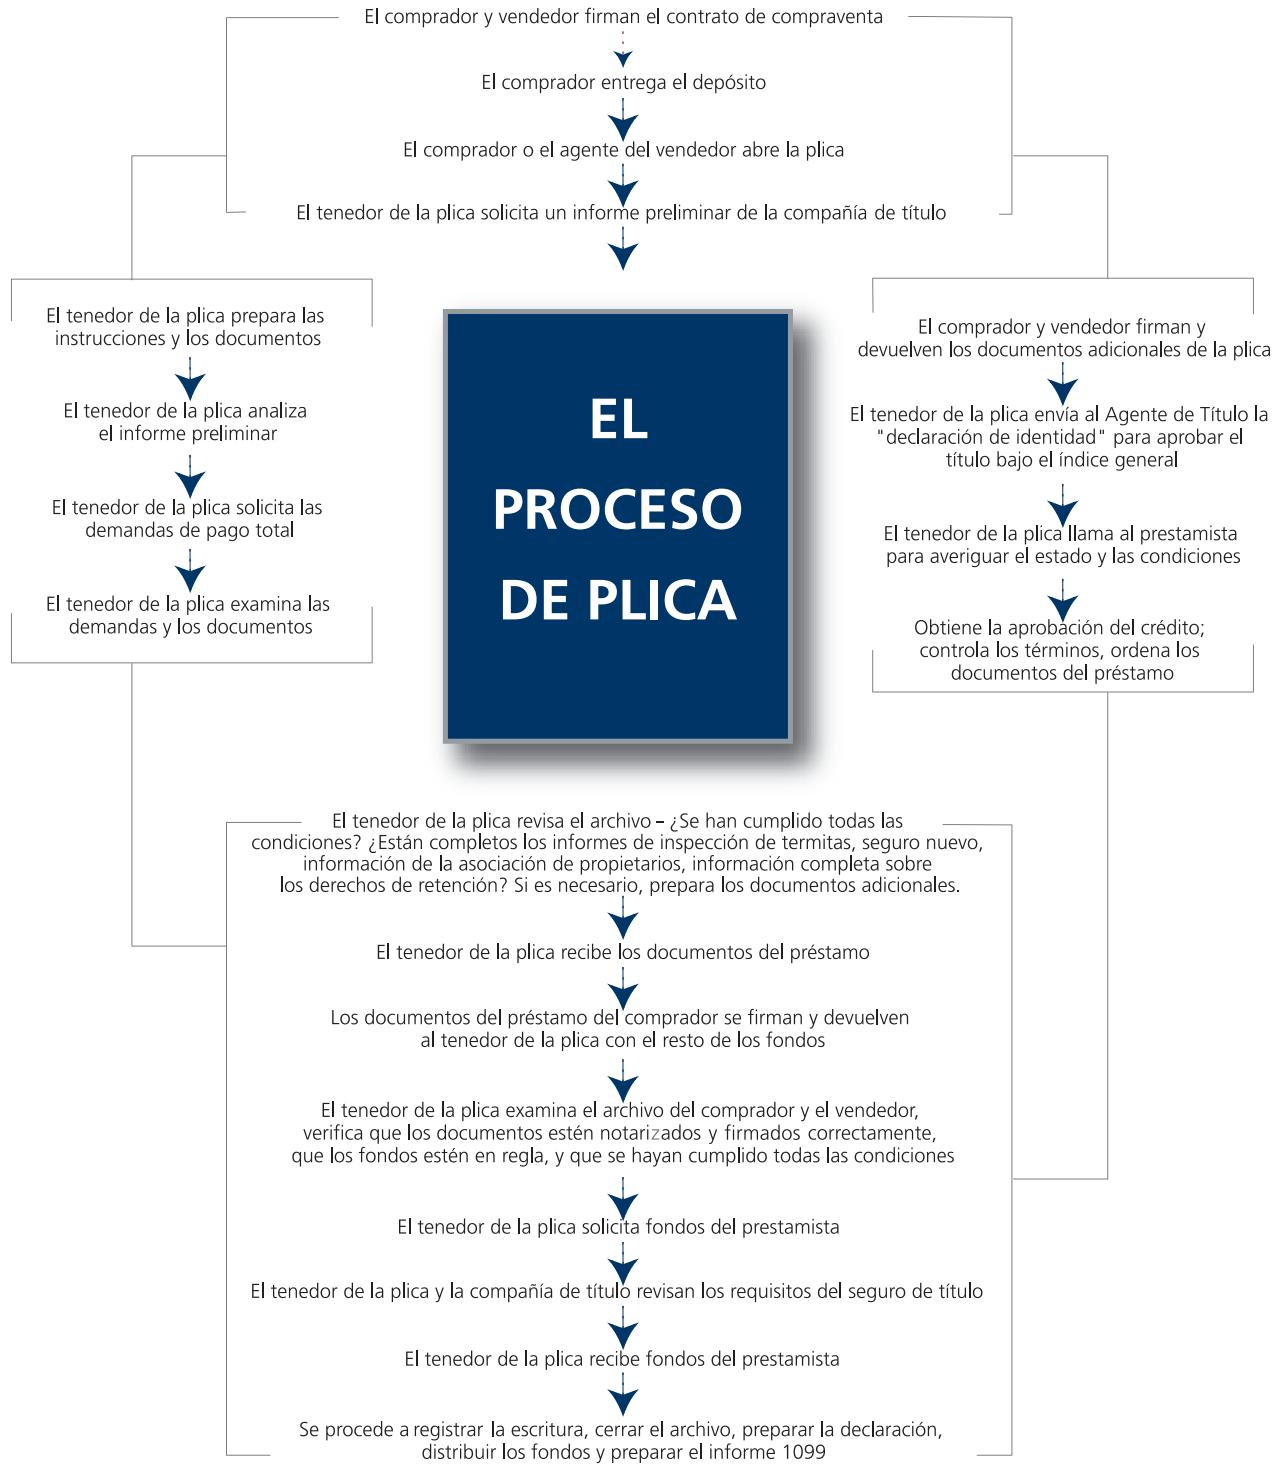 El comprador y vendedor firman el contrato de compraventa
El comprador entrega el depósito
El comprador o el agente del vendedor abre la plica
El tenedor de la plica solicita un informe preliminar de la compañía de título
El tenedor de la plica prepara las
instrucciones y los documentos
El tenedor de la plica analiza
el informe preliminar
El tenedor de la plica solicita las
demandas de pago total
El tenedor de la plica examina las
demandas y los documentos
EL
PROCESO
DE PLICA
El comprador y vendedor firman y
devuelven los documentos adicionales de la plica
El tenedor de la plica envía al Agente de Título la
"declaración de identidad" para aprobar el
título bajo el índice general
El tenedor de la plica llama al prestamista
para averiguar el estado y las condiciones
Obtiene la aprobación del crédito;
controla los términos, ordena los
documentos del préstamo
El tenedor de la plica revisa el archivo – ¿Se han cumplido todas las
condiciones? ¿Están completos los informes de inspección de termitas, seguro nuevo,
información de la asociación de propietarios, información completa sobre
los derechos de retención? Si es necesario, prepara los documentos adicionales.
El tenedor de la plica recibe los documentos del préstamo
Los documentos del préstamo del comprador se firman y devuelven
al tenedor de la plica con el resto de los fondos
El tenedor de la plica examina el archivo del comprador y el vendedor,
verifica que los documentos estén notarizados y firmados correctamente,
que los fondos estén en regla, y que se hayan cumplido todas las condiciones
El tenedor de la plica solicita fondos del prestamista
El tenedor de la plica y la compañía de título revisan los requisitos del seguro de título
El tenedor de la plica recibe fondos del prestamista
Se procede a registrar la escritura, cerrar el archivo, preparar la declaración,
distribuir los fondos y preparar el informe 1099